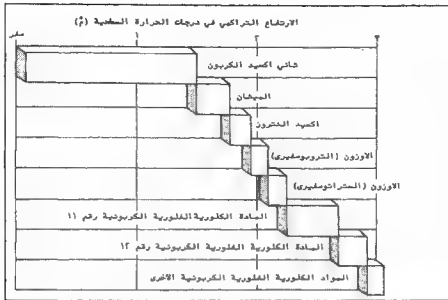 الارتفاع التراكمي في درجات الحرارة السطحية (م°)
صفر ١ ٢ ٣
ثاني اكسيد الكربون
الميثان
اكسيد النتروز
الاوزون (التروبوسفيري)
الاوزون (الستراتوسفيري)
المادة الكلورية الفلورية الكربونية رقم ١١
المادة الكلورية الفلورية الكربونية رقم ١٢
المواد الكلورية الفلورية الكربونية الاخرى